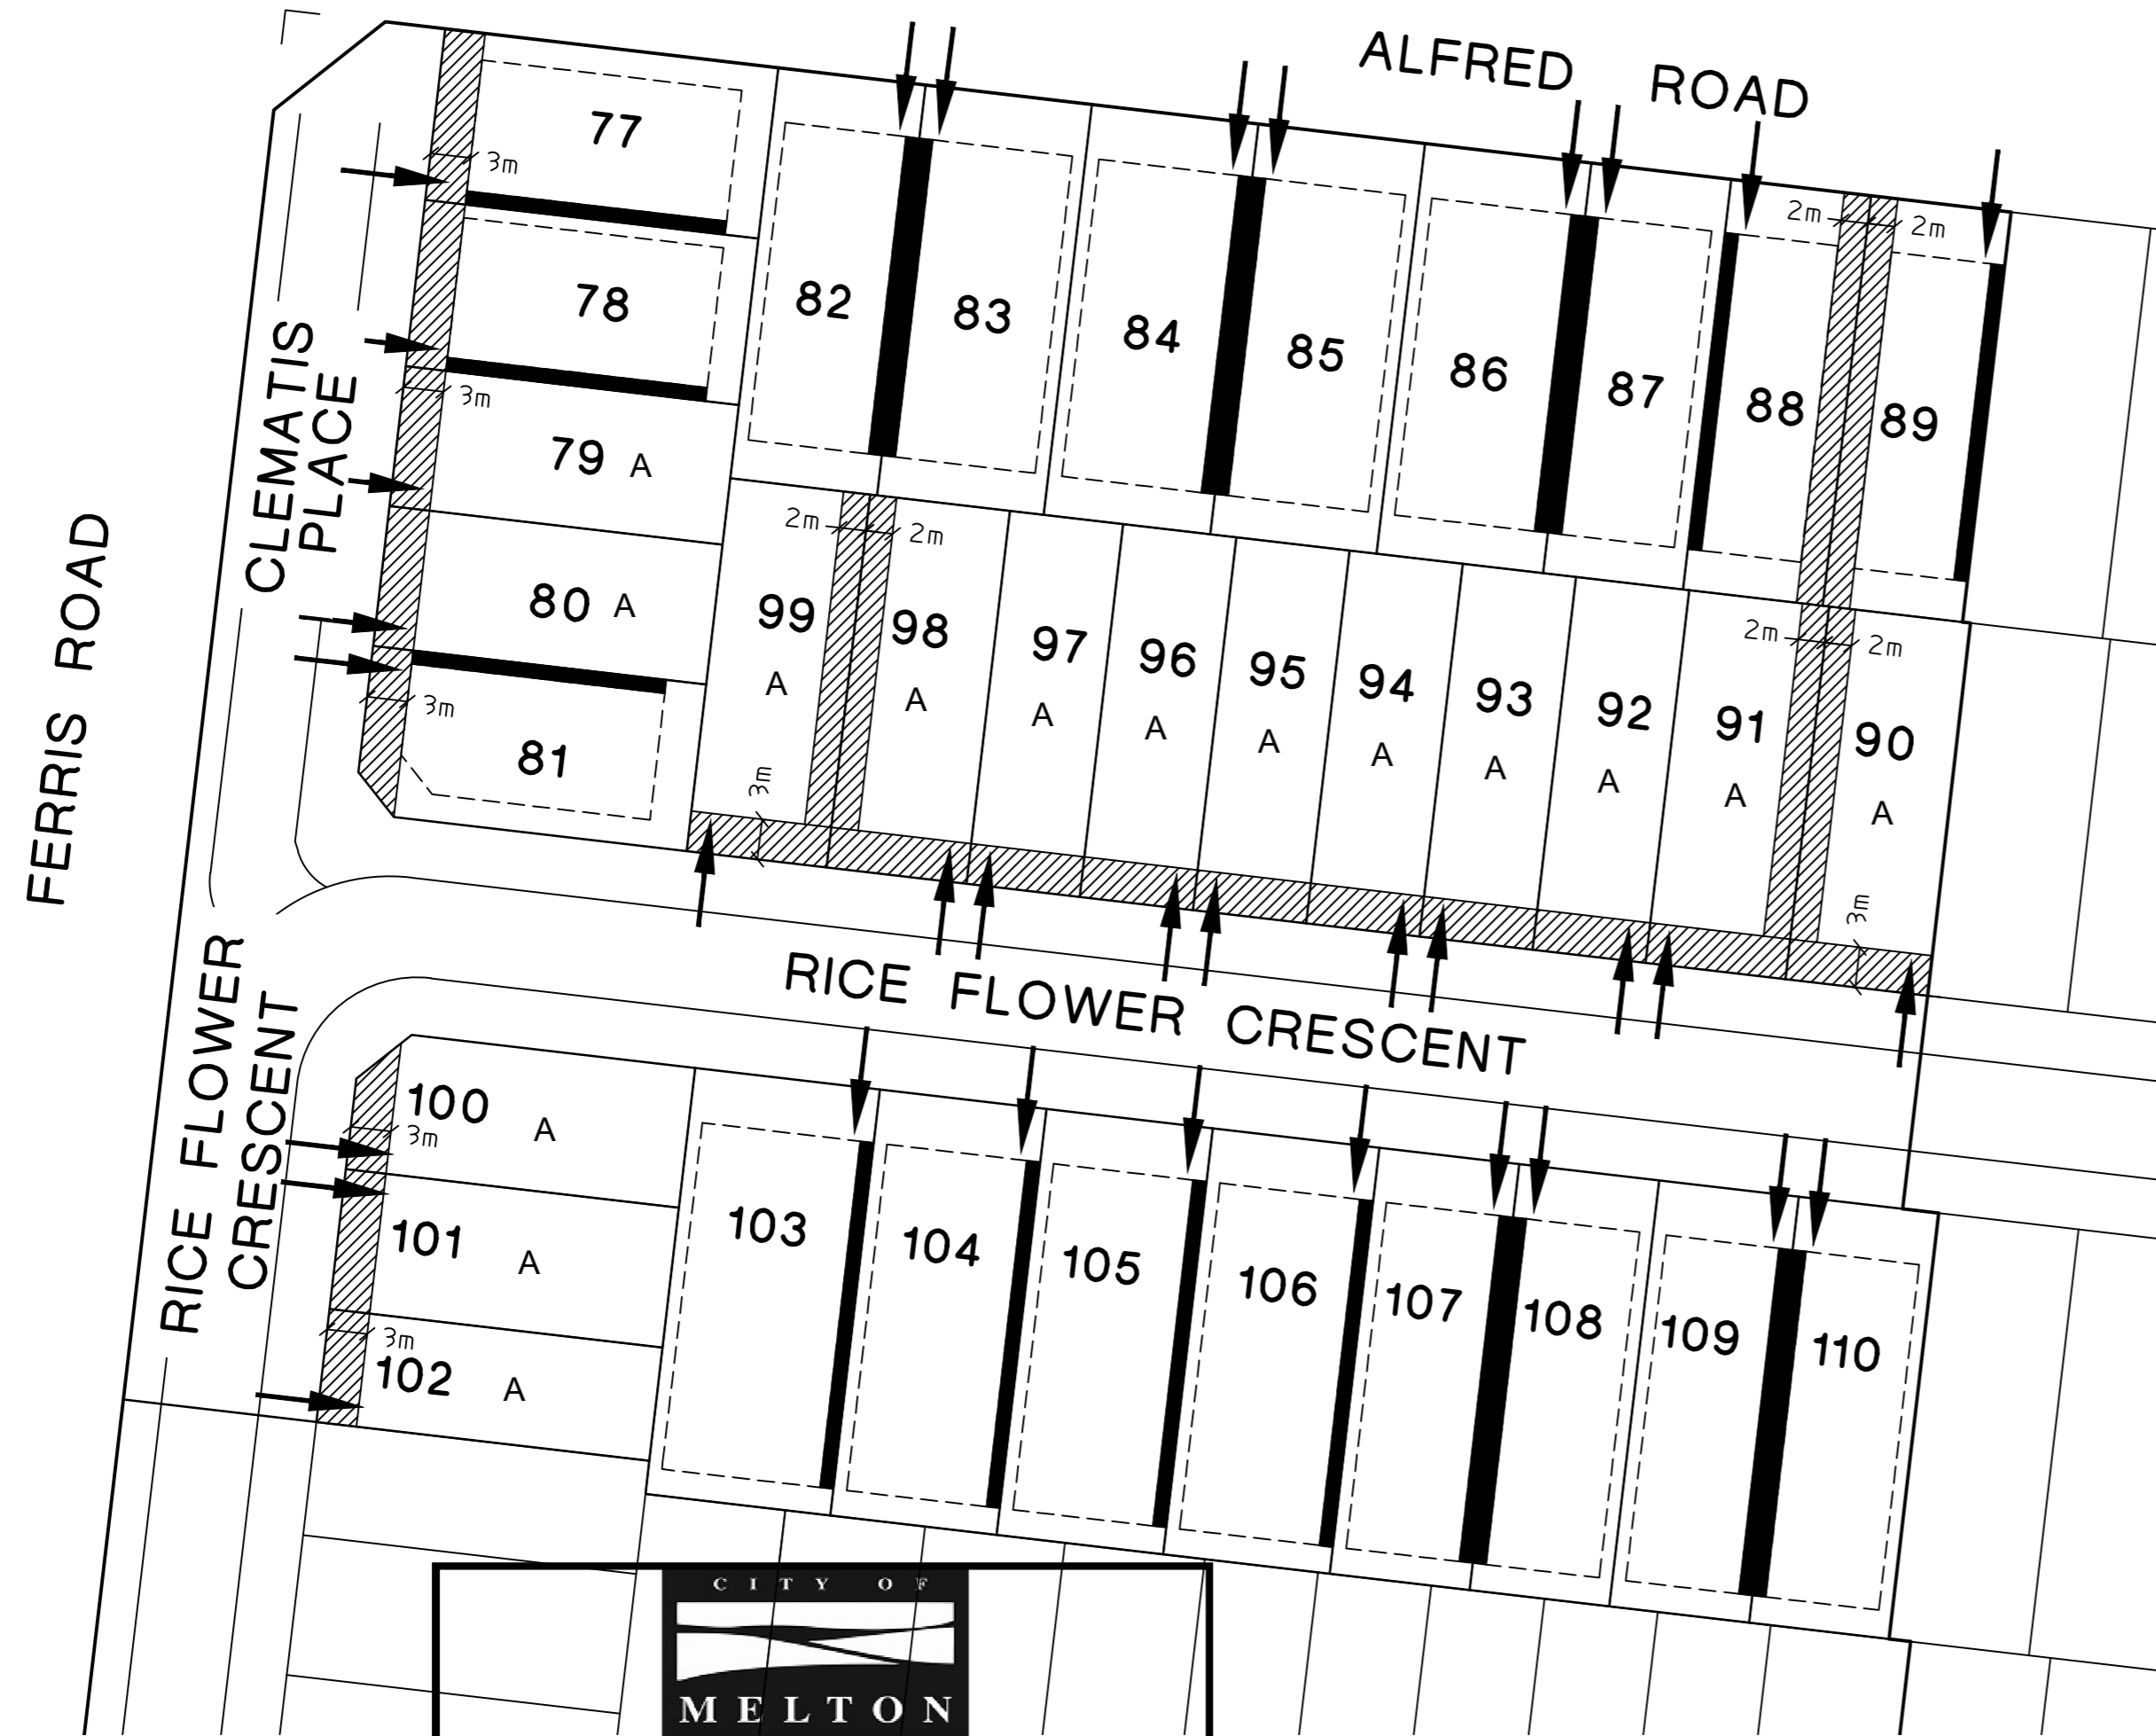 ALFRED ROAD
77
3m
78
3m
79 A
80 A
3m
81
CLEMATIS
PLACE
FERRIS ROAD
82
83
84
85
86
87
88
89
2m
2m
2m
2m
99
A
98
A
97
A
96
A
95
A
94
A
93
A
92
A
91
A
90
A
2m
2m
3m
3m
RICE FLOWER CRESCENT
RICE FLOWER
CRESCENT
100 A
3m
101 A
3m
102 A
103
104
105
106
107
108
109
110
CITY OF
MELTON